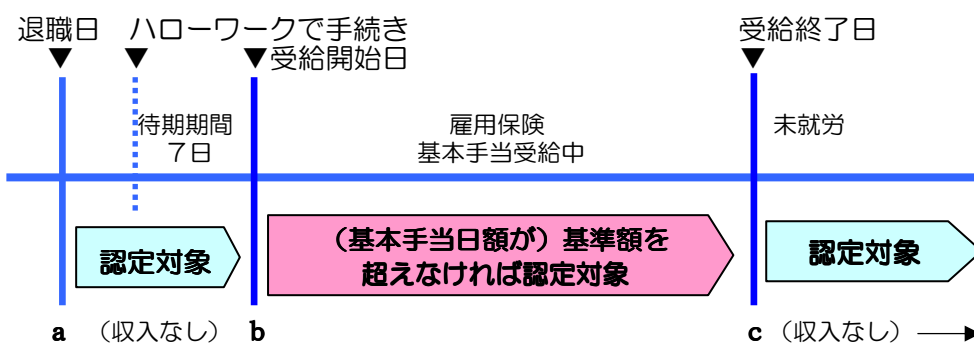 退職日 ハローワークで手続き 受給終了日
▼ ▼ ▼受給開始日 ▼
待期期間 雇用保険 未就労
7日 基本手当受給中
認定対象
（基本手当日額が）基準額を
超えなければ認定対象
認定対象
a （収入なし） b c （収入なし）